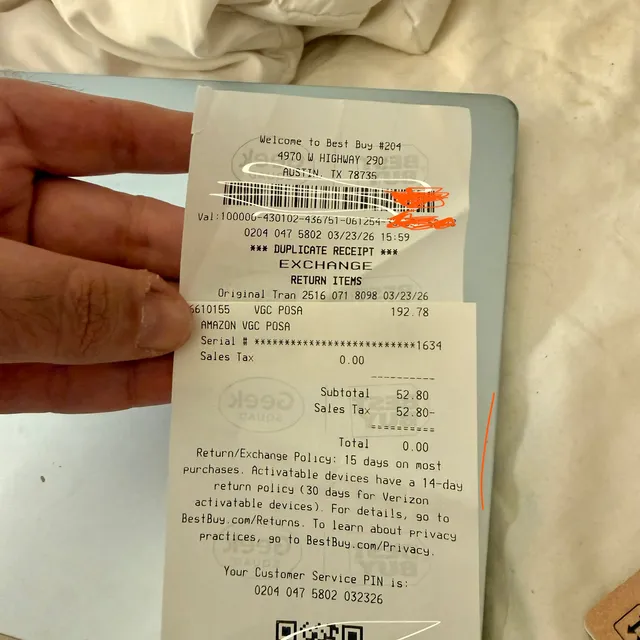 Welcome to Best Buy #204
4970 W HIGHWAY 290
AUSTIN, TX 78735
Val:100000-430102-436751-061254-
0204 047 5802 03/23/26 15:59
*** DUPLICATE RECEIPT ***
EXCHANGE
RETURN ITEMS
Original Tran 2516 071 8098 03/23/26
6610155 VGC POSA 192.78
AMAZON VGC POSA
Serial # **************************1634
Sales Tax 0.00
----------
Subtotal 52.80
Sales Tax 52.80-
========
Total 0.00
Return/Exchange Policy: 15 days on most
purchases. Activatable devices have a 14-day
return policy (30 days for Verizon
activatable devices). For details, go to
BestBuy.com/Returns. To learn about privacy
practices, go to BestBuy.com/Privacy.
Your Customer Service PIN is:
0204 047 5802 032326